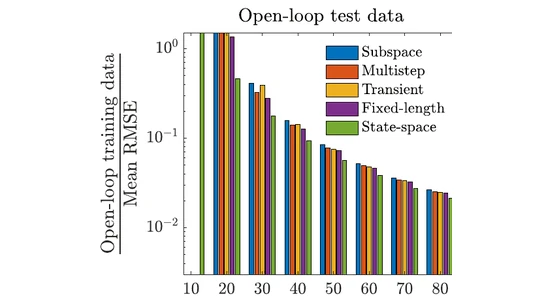 Open-loop test data
Open-loop training data
Mean RMSE
10^0
10^{-1}
10^{-2}
Subspace
Multistep
Transient
Fixed-length
State-space
10 20 30 40 50 60 70 80